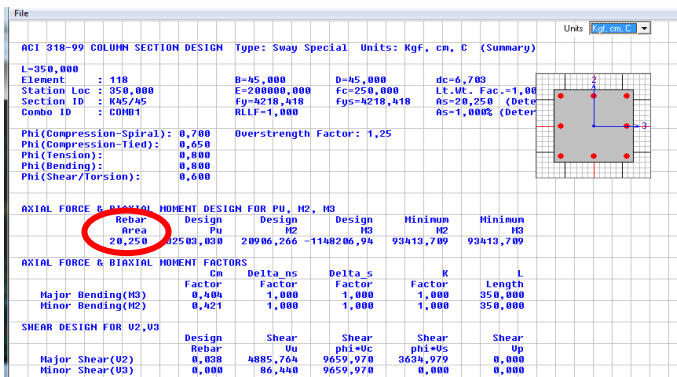 File
Units Kgf, cm, C
ACI 318-99 COLUMN SECTION DESIGN Type: Sway Special Units: Kgf, cm, C (Summary)
L=350,000
Element : 118 B=45,000 D=45,000 dc=6,703
Station Loc : 350,000 E=200000,000 fc=250,000 Lt.Wt. Fac.=1,00
Section ID : K45/45 fy=4218,418 fys=4218,418 As=20,250 (Dete
Combo ID : COMB1 RLLF=1,000 As=1,000% (Deter
2
3
Phi(Compression-Spiral): 0,700 Overstrength Factor: 1,25
Phi(Compression-Tied): 0,650
Phi(Tension): 0,800
Phi(Bending): 0,800
Phi(Shear/Torsion): 0,600
AXIAL FORCE & BIAXIAL MOMENT DESIGN FOR PU, M2, M3
Rebar Design Design Design Minimum Minimum
Area Pu M2 M3 M2 M3
20,250 32503,030 20906,266 -1148206,94 93413,709 93413,709
AXIAL FORCE & BIAXIAL MOMENT FACTORS
Cm Delta_ns Delta_s K L
Factor Factor Factor Factor Length
Major Bending(M3) 0,404 1,000 1,000 1,000 350,000
Minor Bending(M2) 0,421 1,000 1,000 1,000 350,000
SHEAR DESIGN FOR V2,V3
Design Shear Shear Shear Shear
Rebar Vu phi*Vc phi*Vs Vp
Major Shear(V2) 0,038 4885,764 9659,970 3634,979 0,000
Minor Shear(V3) 0,000 86,440 9659,970 0,000 0,000